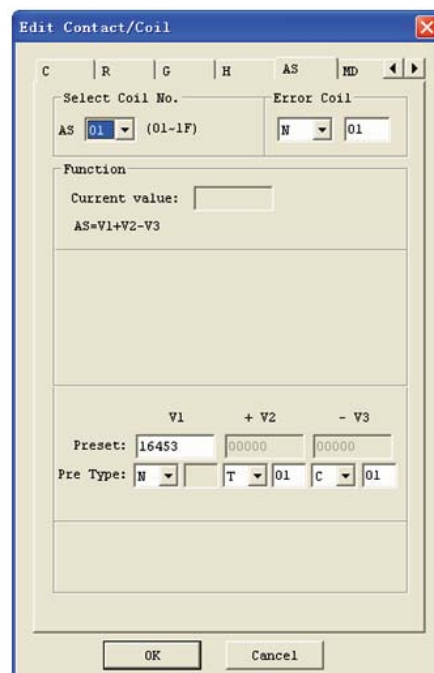 Edit Contact/Coil
C R G H AS MD
Select Coil No. Error Coil
AS 01 (01~1F) N 01
Function
Current value:
AS=V1+V2-V3
V1 + V2 - V3
Preset: 16453 00000 00000
Pre Type: N T 01 C 01
OK Cancel